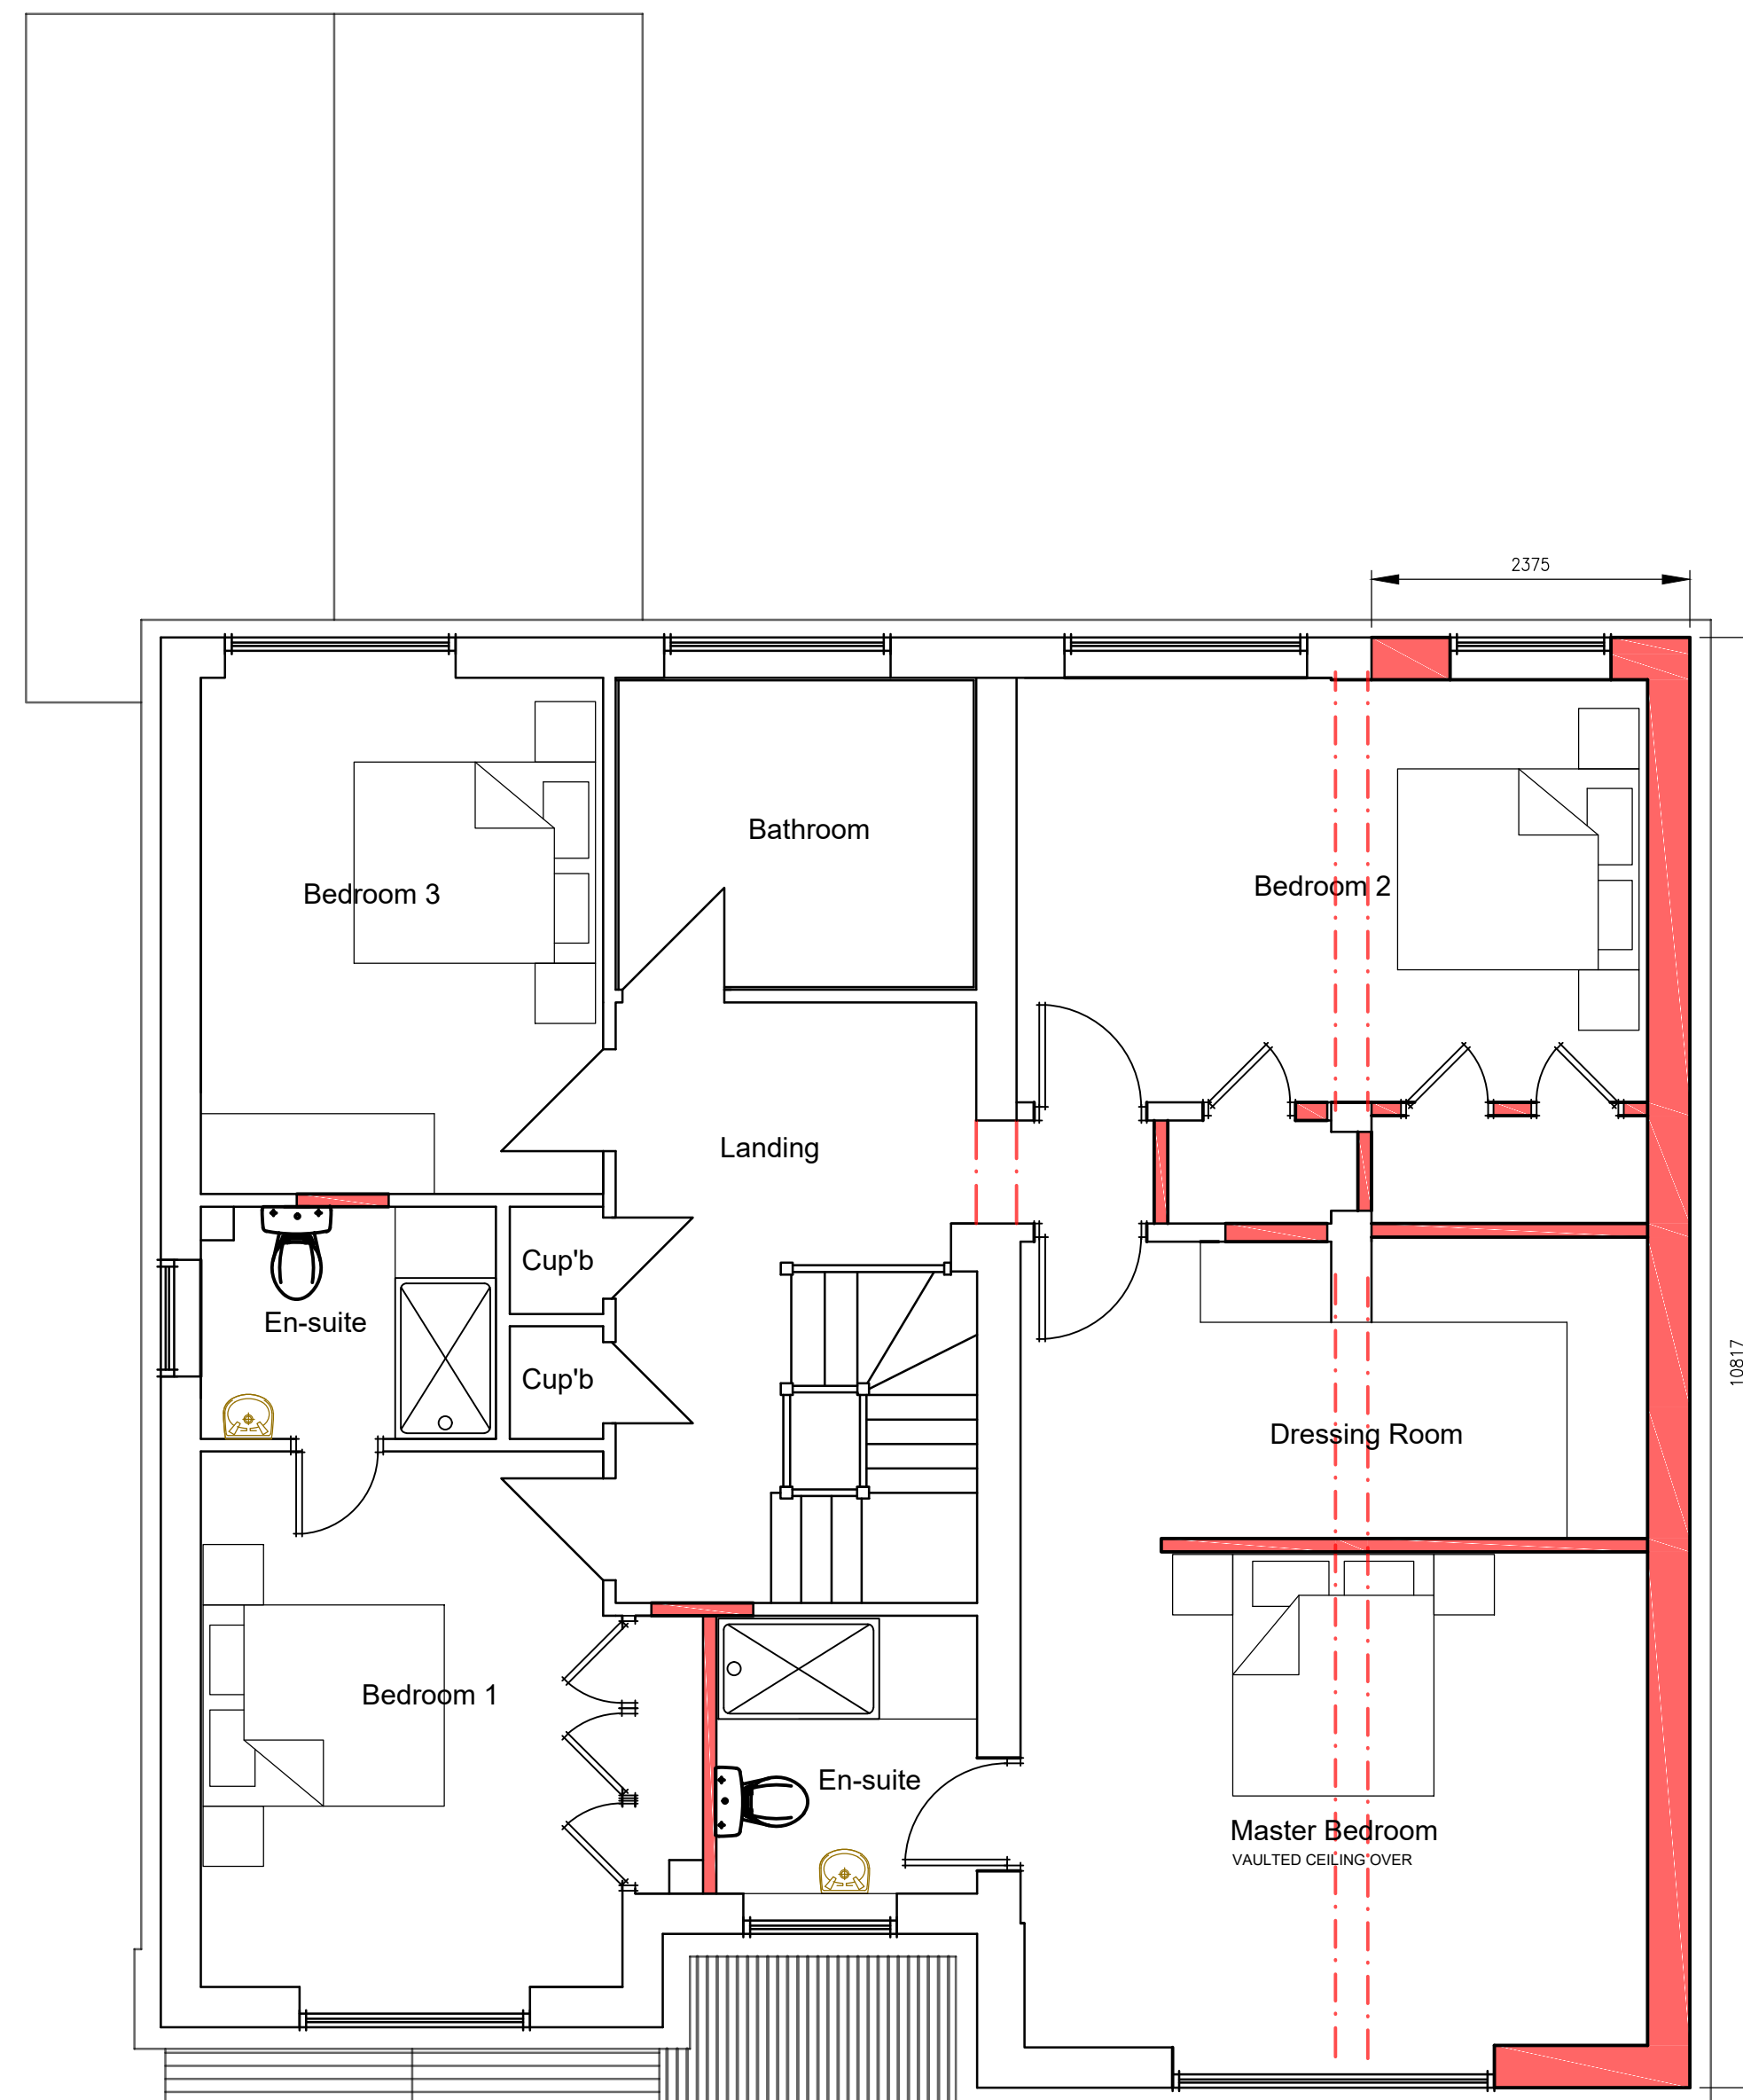 2375
Bathroom
Bedroom 3
Bedroom 2
Landing
Cup'b
En-suite
Cup'b
10817
Dressing Room
Bedroom 1
En-suite
Master Bedroom
VAULTED CEILING OVER